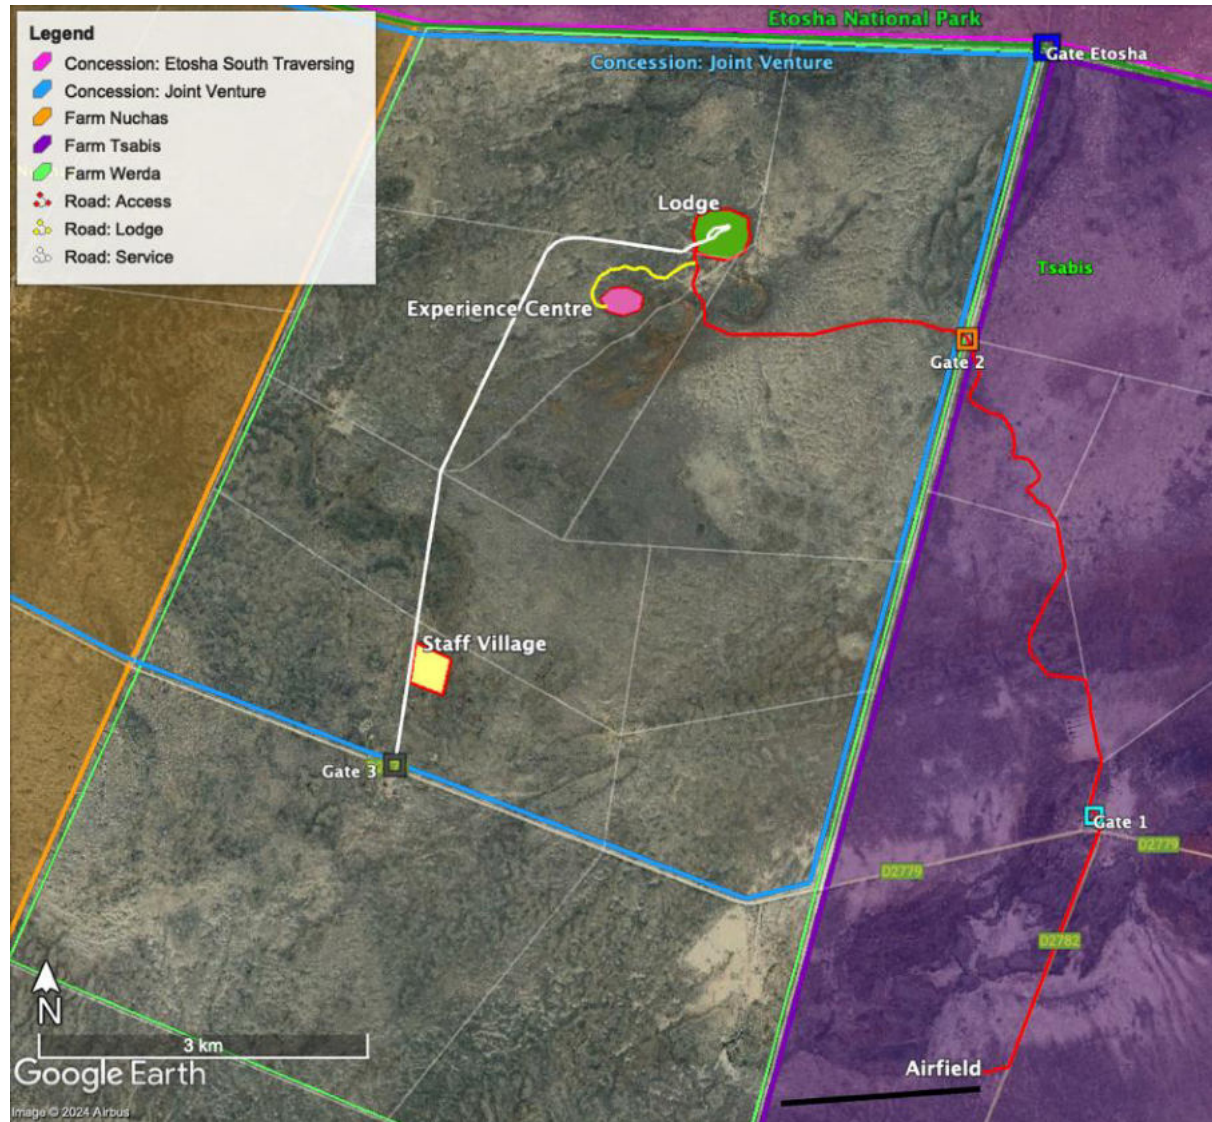 Etosha National Park
Legend
Gate Etosha
Concession: Joint Venture
Concession: Etosha South Traversing
Concession: Joint Venture
Farm Nuchas
Farm Tsabis
Farm Werda
Road: Access
Road: Lodge
Road: Service
Lodge
Tsabis
Experience Centre
Gate 2
Staff Village
Gate 3
Gate 1
D2779
D2779
D2782
N
3 km
Airfield
Google Earth
Image © 2024 Airbus